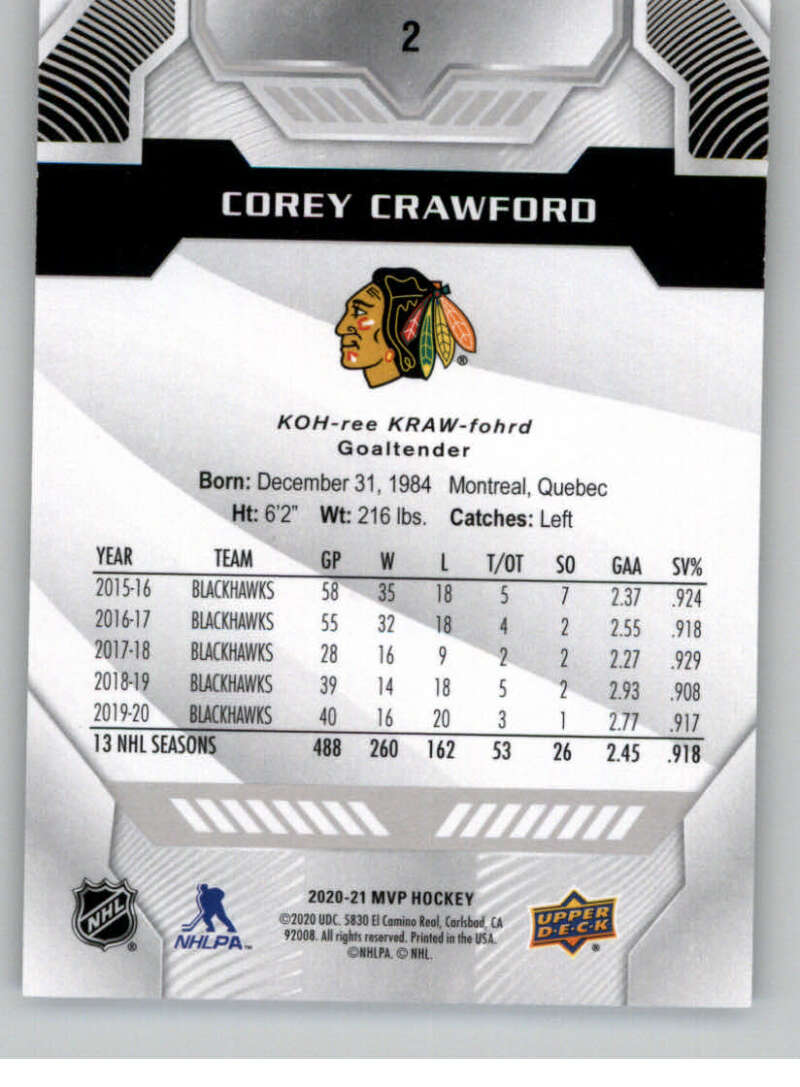 2
COREY CRAWFORD
®
KOH-ree KRAW-fohrd
Goaltender
Born: December 31, 1984 Montreal, Quebec
Ht: 6'2" Wt: 216 lbs. Catches: Left
YEAR TEAM GP W L T/OT SO GAA SV%
2015-16 BLACKHAWKS 58 35 18 5 7 2.37 .924
2016-17 BLACKHAWKS 55 32 18 4 2 2.55 .918
2017-18 BLACKHAWKS 28 16 9 2 2 2.27 .929
2018-19 BLACKHAWKS 39 14 18 5 2 2.93 .908
2019-20 BLACKHAWKS 40 16 20 3 1 2.77 .917
13 NHL SEASONS 488 260 162 53 26 2.45 .918
NHL ®
NHLPA™
2020-21 MVP HOCKEY
©2020 UDC. 5830 El Camino Real, Carlsbad, CA
92008. All rights reserved. Printed in the USA.
©NHLPA. © NHL.
UPPER
D·E·C·K ®